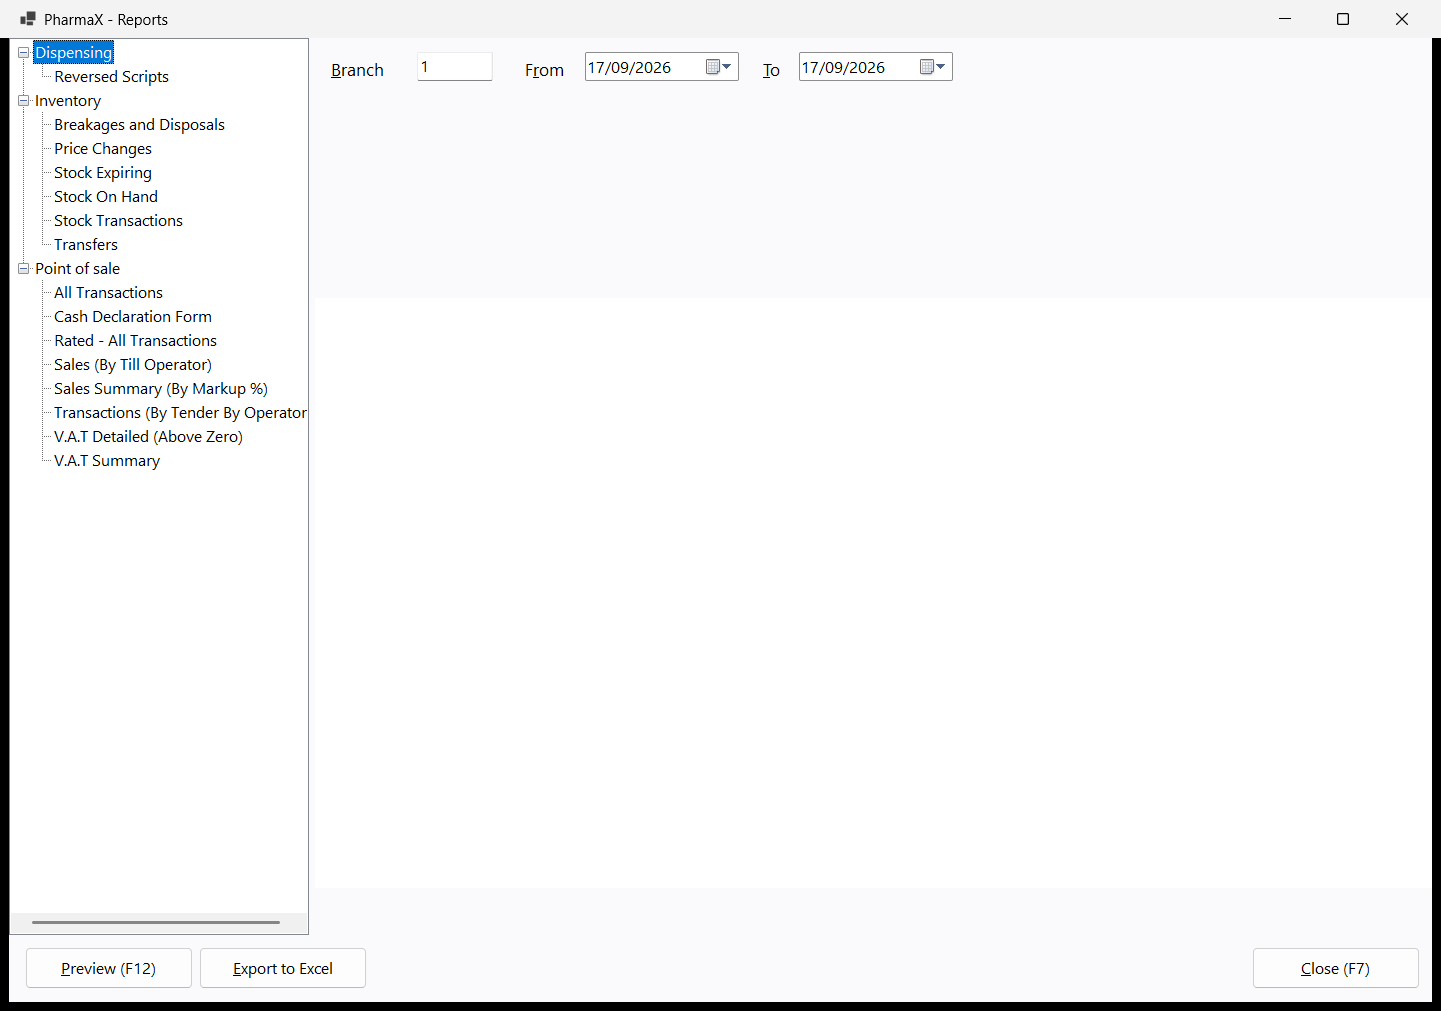 PharmaX - Reports
Dispensing
Reversed Scripts
Inventory
Breakages and Disposals
Price Changes
Stock Expiring
Stock On Hand
Stock Transactions
Transfers
Point of sale
All Transactions
Cash Declaration Form
Rated - All Transactions
Sales (By Till Operator)
Sales Summary (By Markup %)
Transactions (By Tender By Operator
V.A.T Detailed (Above Zero)
V.A.T Summary
Branch 1 From 17/09/2026 To 17/09/2026
Preview (F12) Export to Excel Close (F7)